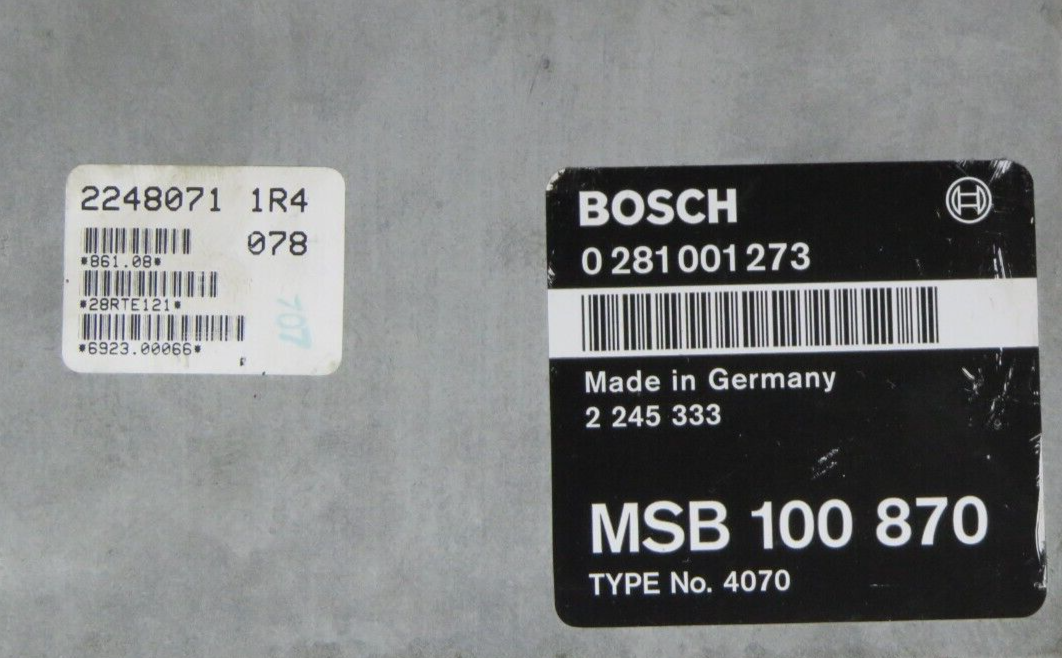 2248071 1R4
078
*861.08*
*28RTE121*
*6923.00066*
707
BOSCH
0 281 001 273
Made in Germany
2 245 333
MSB 100 870
TYPE No. 4070